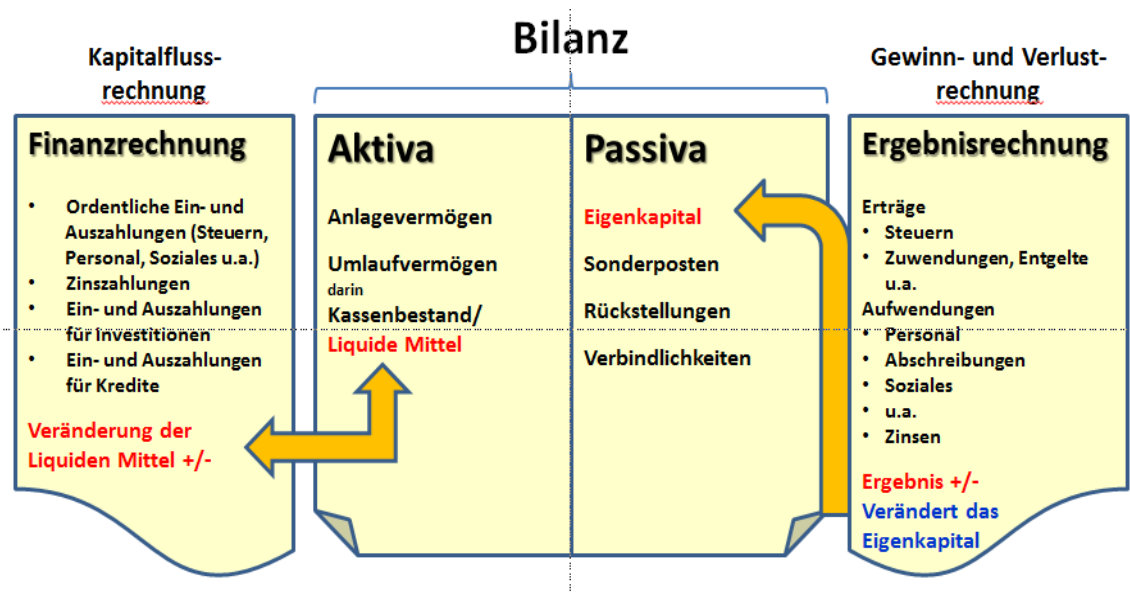 Bilanz
Kapitalfluss-
rechnung
Finanzrechnung
• Ordentliche Ein- und
Auszahlungen (Steuern,
Personal, Soziales u.a.)
• Zinszahlungen
• Ein- und Auszahlungen
für Investitionen
• Ein- und Auszahlungen
für Kredite
Veränderung der
Liquiden Mittel +/-
Aktiva
Anlagevermögen
Umlaufvermögen
darin
Kassenbestand/
Liquide Mittel
Passiva
Eigenkapital
Sonderposten
Rückstellungen
Verbindlichkeiten
Gewinn- und Verlust-
rechnung
Ergebnisrechnung
Erträge
• Steuern
• Zuwendungen, Entgelte
u.a.
Aufwendungen
• Personal
• Abschreibungen
• Soziales
• u.a.
• Zinsen
Ergebnis +/-
Verändert das
Eigenkapital